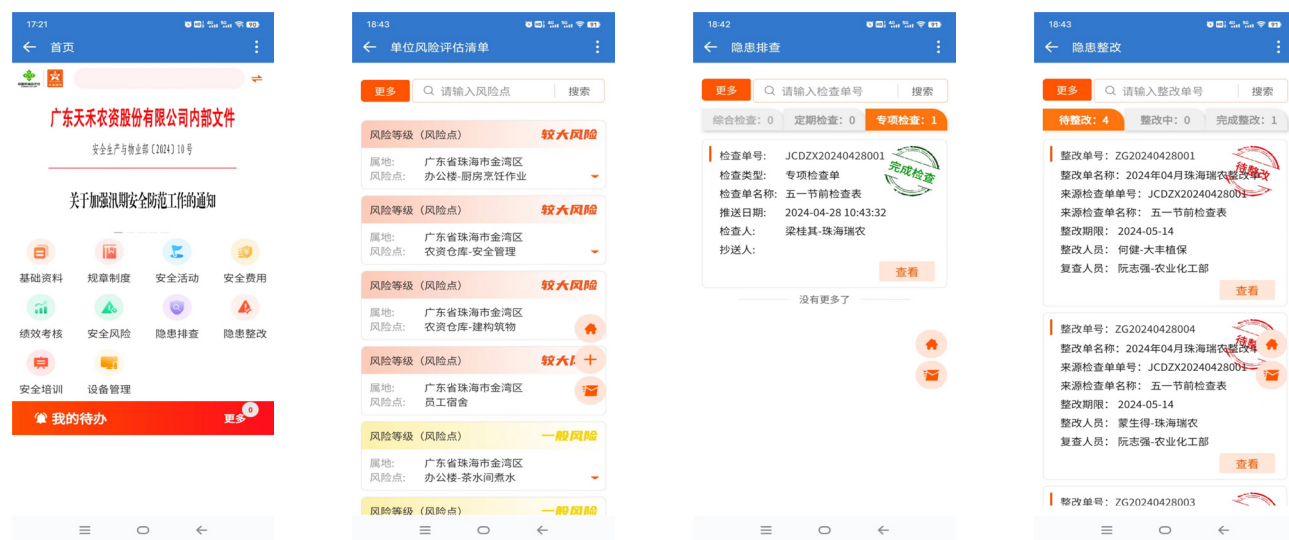 17:21
首页
广东天禾农资股份有限公司内部文件
安全生产与物业部〔2024〕10号
关于加强汛期安全防范工作的通知
基础资料 规章制度 安全活动 安全费用
绩效考核 安全风险 隐患排查 隐患整改
安全培训 设备管理
我的待办 更多 0
18:43
单位风险评估清单
更多 请输入风险点 搜索
风险等级（风险点） 较大风险
属地: 广东省珠海市金湾区
风险点: 办公楼-厨房烹饪作业
风险等级（风险点） 较大风险
属地: 广东省珠海市金湾区
风险点: 农资仓库-安全管理
风险等级（风险点） 较大风险
属地: 广东省珠海市金湾区
风险点: 农资仓库-建构筑物
风险等级（风险点） 较大
属地: 广东省珠海市金湾区
风险点: 员工宿舍
风险等级（风险点） 一般风险
属地: 广东省珠海市金湾区
风险点: 办公楼-茶水间煮水
风险等级（风险点） 一般风险
18:42
隐患排查
更多 请输入检查单号 搜索
综合检查: 0 定期检查: 0 专项检查: 1
检查单号: JCDZX20240428001
完成检查
检查类型: 专项检查单
检查单名称: 五一节前检查表
推送日期: 2024-04-28 10:43:32
检查人: 梁桂其-珠海瑞农
抄送人:
查看
没有更多了
18:43
隐患整改
更多 请输入整改单号 搜索
待整改: 4 整改中: 0 完成整改: 1
整改单号: ZG20240428001
待整改
整改单名称: 2024年04月珠海瑞农整改单
来源检查单单号: JCDZX20240428001
来源检查单名称: 五一节前检查表
整改期限: 2024-05-14
整改人员: 何健-大丰植保
复查人员: 阮志强-农业化工部
查看
整改单号: ZG20240428004
整改单名称: 2024年04月珠海瑞农整改单
来源检查单单号: JCDZX20240428001
来源检查单名称: 五一节前检查表
整改期限: 2024-05-14
整改人员: 蒙生得-珠海瑞农
复查人员: 阮志强-农业化工部
查看
整改单号: ZG20240428003